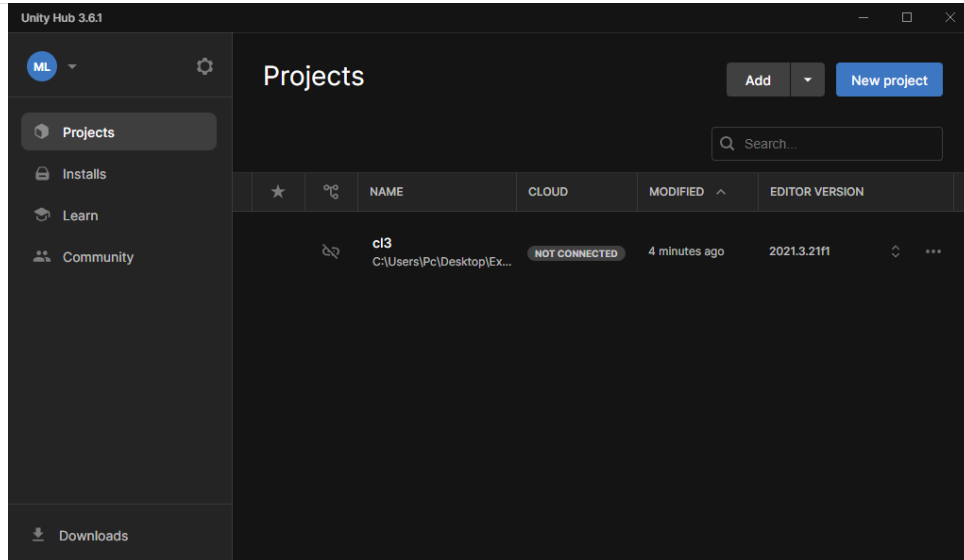 Unity Hub 3.6.1
ML
Projects
Installs
Learn
Community
Downloads
Projects
Add
New project
Search...
NAME
CLOUD
MODIFIED
EDITOR VERSION
cl3
C:\Users\Pc\Desktop\Ex...
NOT CONNECTED
4 minutes ago
2021.3.21f1